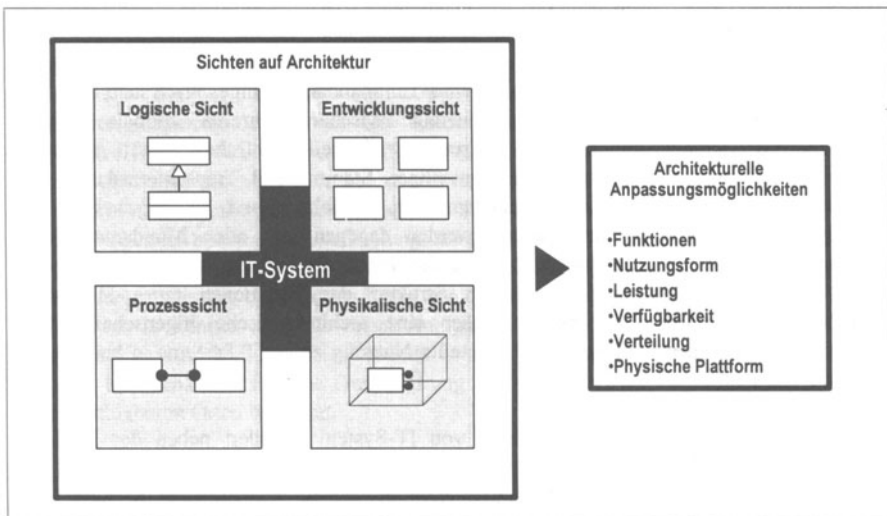 Sichten auf Architektur
Logische Sicht
Entwicklungssicht
IT-System
Prozesssicht
Physikalische Sicht
Architekturelle
Anpassungsmöglichkeiten
•Funktionen
•Nutzungsform
•Leistung
•Verfügbarkeit
•Verteilung
•Physische Plattform